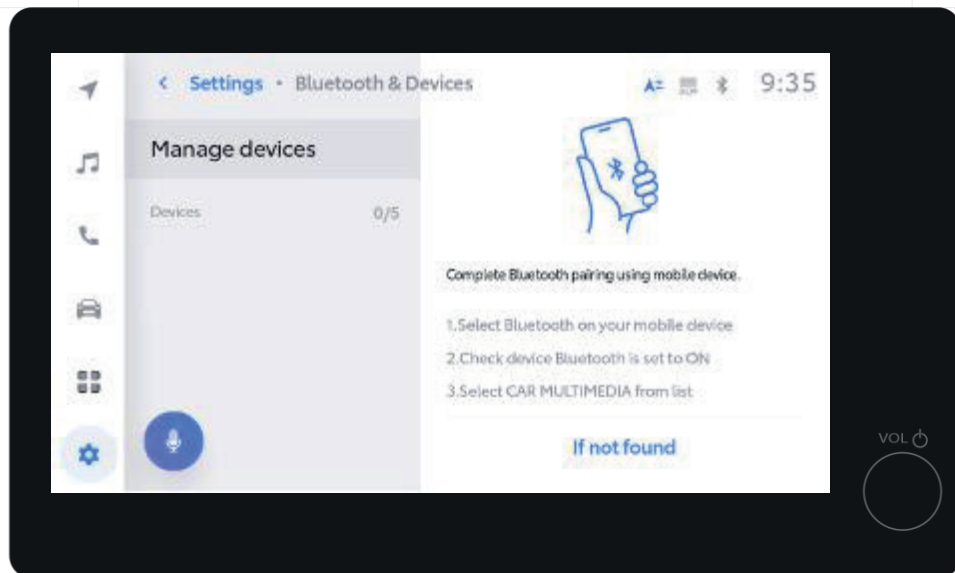 < Settings • Bluetooth & Devices
9:35
Manage devices
Devices 0/5
Complete Bluetooth pairing using mobile device.
1.Select Bluetooth on your mobile device
2.Check device Bluetooth is set to ON
3.Select CAR MULTIMEDIA from list
If not found
VOL